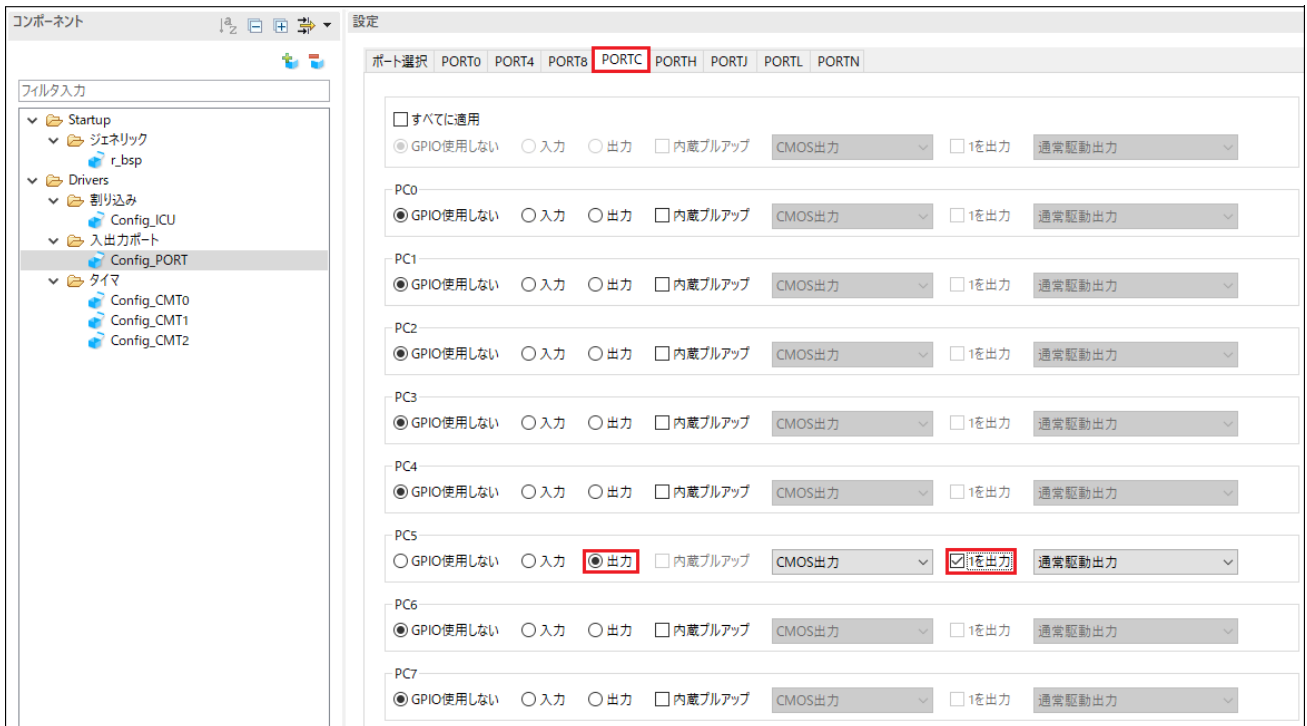 コンポーネント
設定
ポート選択 PORT0 PORT4 PORT8 PORTC PORTH PORTJ PORTL PORTN
フィルタ入力
Startup
ジェネリック
r_bsp
Drivers
割り込み
Config_ICU
入出力ポート
Config_PORT
タイマ
Config_CMT0
Config_CMT1
Config_CMT2
すべてに適用
GPIO使用しない 入力 出力 内蔵プルアップ CMOS出力 1を出力 通常駆動出力
PC0
GPIO使用しない 入力 出力 内蔵プルアップ CMOS出力 1を出力 通常駆動出力
PC1
GPIO使用しない 入力 出力 内蔵プルアップ CMOS出力 1を出力 通常駆動出力
PC2
GPIO使用しない 入力 出力 内蔵プルアップ CMOS出力 1を出力 通常駆動出力
PC3
GPIO使用しない 入力 出力 内蔵プルアップ CMOS出力 1を出力 通常駆動出力
PC4
GPIO使用しない 入力 出力 内蔵プルアップ CMOS出力 1を出力 通常駆動出力
PC5
GPIO使用しない 入力 出力 内蔵プルアップ CMOS出力 1を出力 通常駆動出力
PC6
GPIO使用しない 入力 出力 内蔵プルアップ CMOS出力 1を出力 通常駆動出力
PC7
GPIO使用しない 入力 出力 内蔵プルアップ CMOS出力 1を出力 通常駆動出力